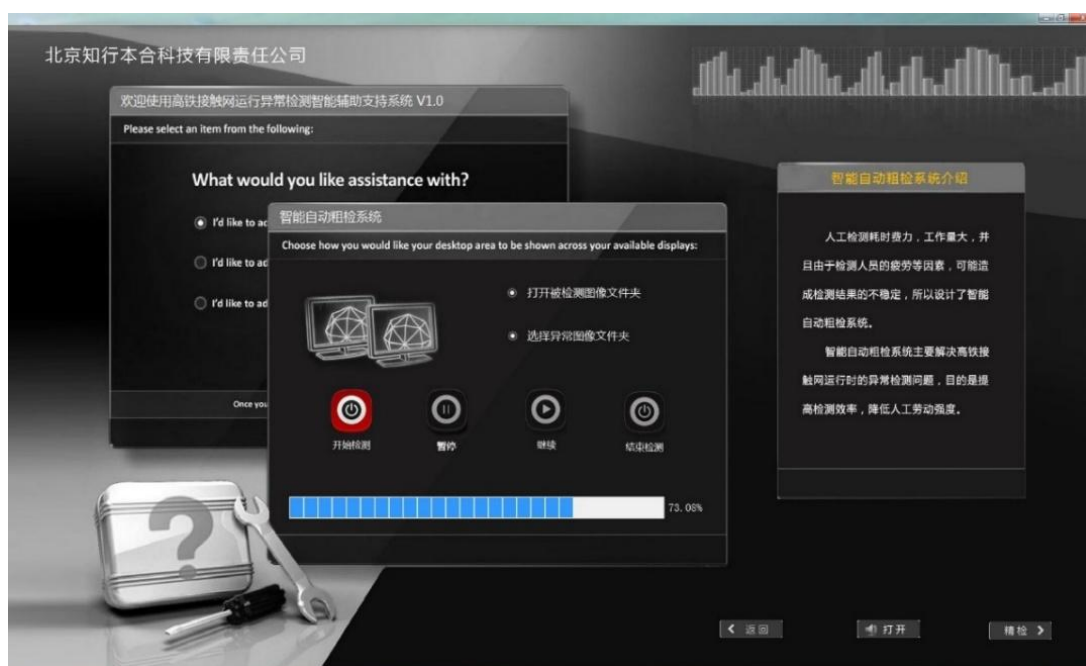 北京知行本合科技有限责任公司
欢迎使用高铁接触网运行异常检测智能辅助支持系统 V1.0
Please select an item from the following:
What would you like assistance with?
I'd like to ad
I'd like to ad
I'd like to ad
Once you
智能自动粗检系统
Choose how you would like your desktop area to be shown across your available displays:
打开被检测图像文件夹
选择异常图像文件夹
开始检测
暂停
继续
结束检测
73.08%
智能自动粗检系统介绍
人工检测耗时费力，工作量大，并
且由于检测人员的疲劳等因素，可能造
成检测结果的不稳定，所以设计了智能
自动粗检系统。
智能自动粗检系统主要解决高铁接
触网运行时的异常检测问题，目的是提
高检测效率，降低人工劳动强度。
返回
打开
精检